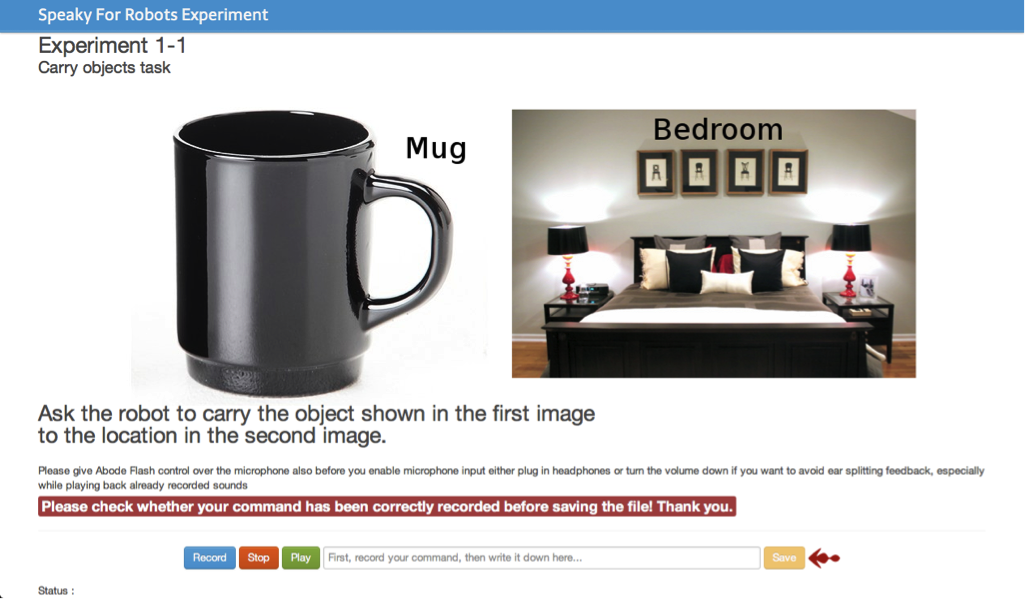 Speaky For Robots Experiment
Experiment 1-1
Carry objects task
Mug
Bedroom
Ask the robot to carry the object shown in the first image
to the location in the second image.
Please give Abode Flash control over the microphone also before you enable microphone input either plug in headphones or turn the volume down if you want to avoid ear splitting feedback, especially
while playing back already recorded sounds
Please check whether your command has been correctly recorded before saving the file! Thank you.
Record Stop Play First, record your command, then write it down here... Save
Status :